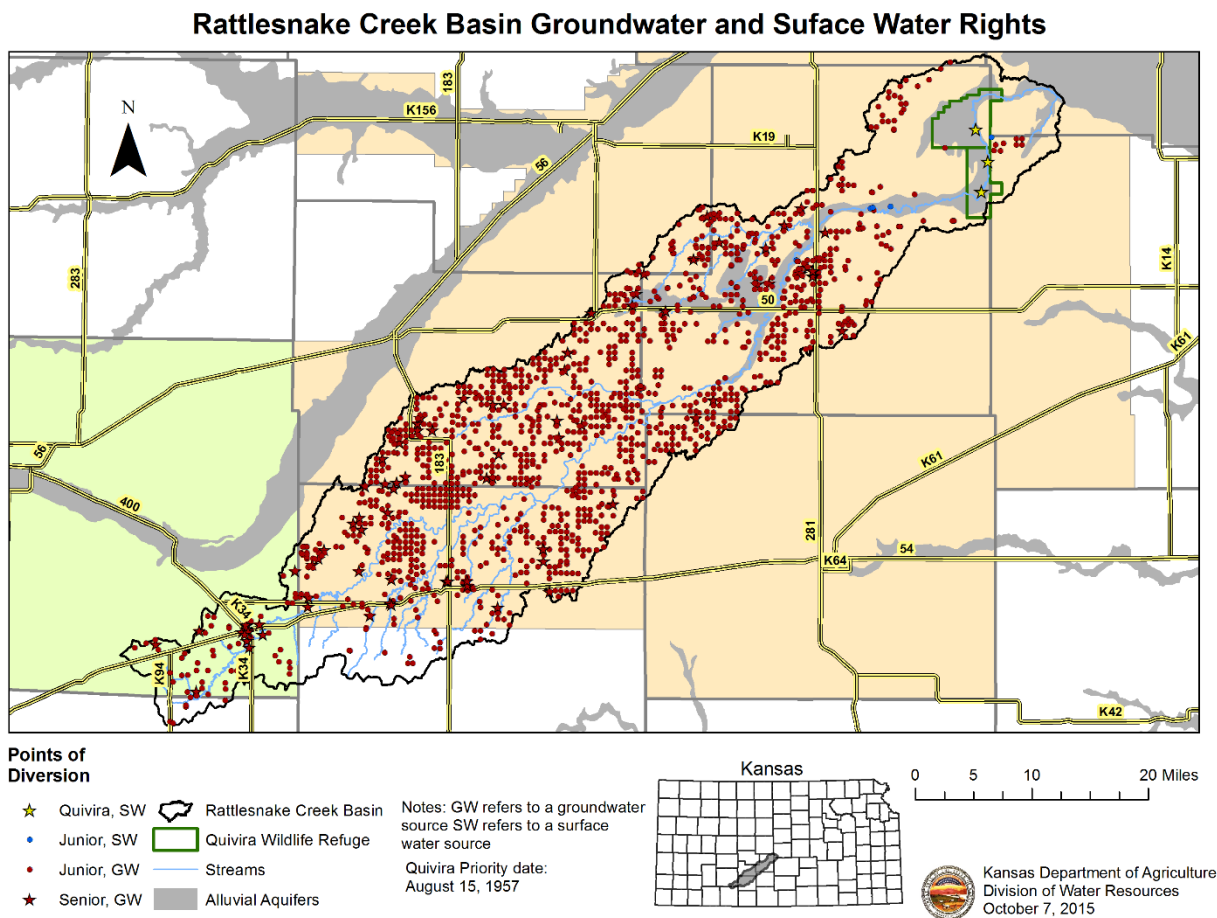 Rattlesnake Creek Basin Groundwater and Suface Water Rights
N
183
K156
K19
56
283
K14
50
K61
183
56
400
K61
281
54
K64
K34
K94
K34
K42
Points of
Diversion
Quivira, SW
Junior, SW
Junior, GW
Senior, GW
Rattlesnake Creek Basin
Quivira Wildlife Refuge
Streams
Alluvial Aquifers
Notes: GW refers to a groundwater
source SW refers to a surface
water source
Quivira Priority date:
August 15, 1957
Kansas
0 5 10 20 Miles
Kansas Department of Agriculture
Division of Water Resources
October 7, 2015